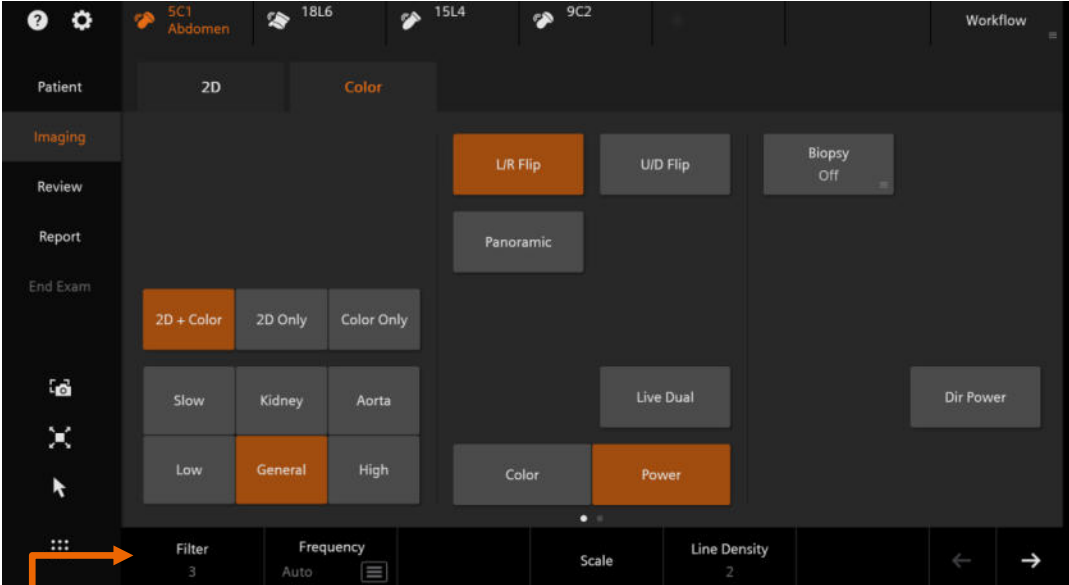 ?
5C1
Abdomen
18L6
15L4
9C2
Workflow
Patient
2D
Color
Imaging
L/R Flip
U/D Flip
Biopsy
Off
Review
Report
Panoramic
End Exam
2D + Color
2D Only
Color Only
Slow
Kidney
Aorta
Live Dual
Dir Power
Low
General
High
Color
Power
Filter
3
Frequency
Auto
Scale
Line Density
2